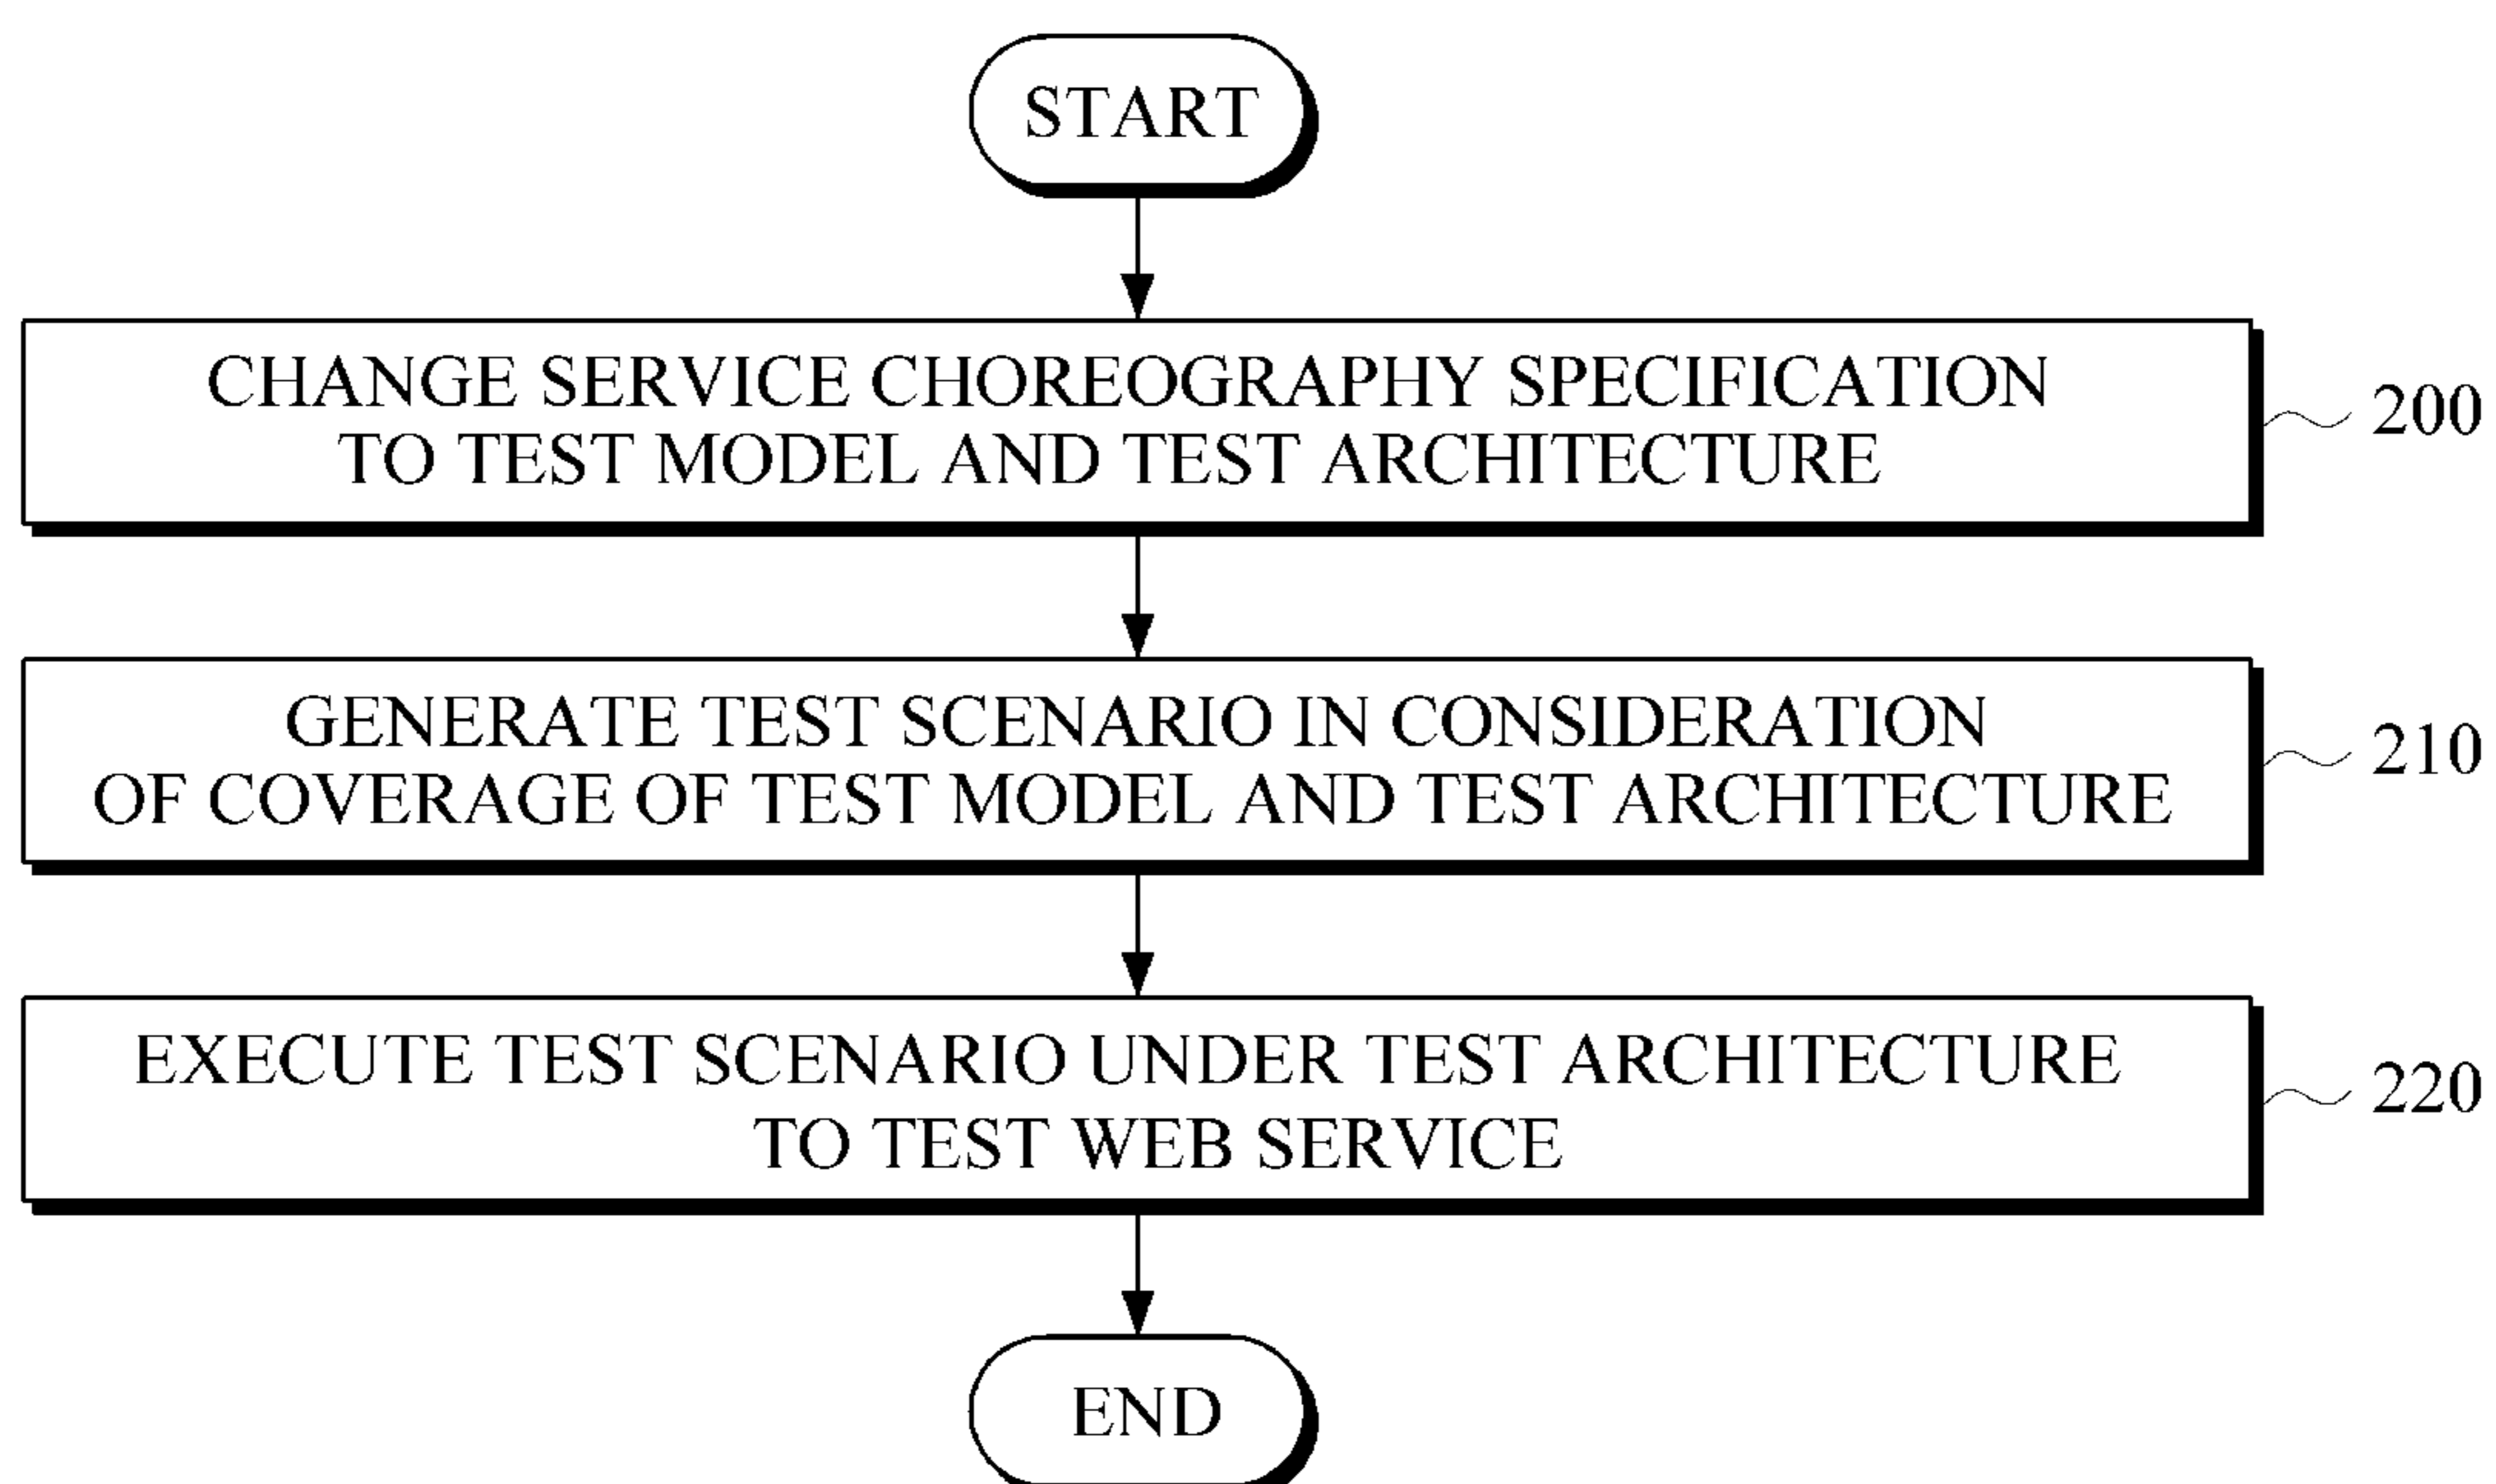 START
CHANGE SERVICE CHOREOGRAPHY SPECIFICATION
TO TEST MODEL AND TEST ARCHITECTURE
200
GENERATE TEST SCENARIO IN CONSIDERATION
OF COVERAGE OF TEST MODEL AND TEST ARCHITECTURE
210
EXECUTE TEST SCENARIO UNDER TEST ARCHITECTURE
TO TEST WEB SERVICE
220
END